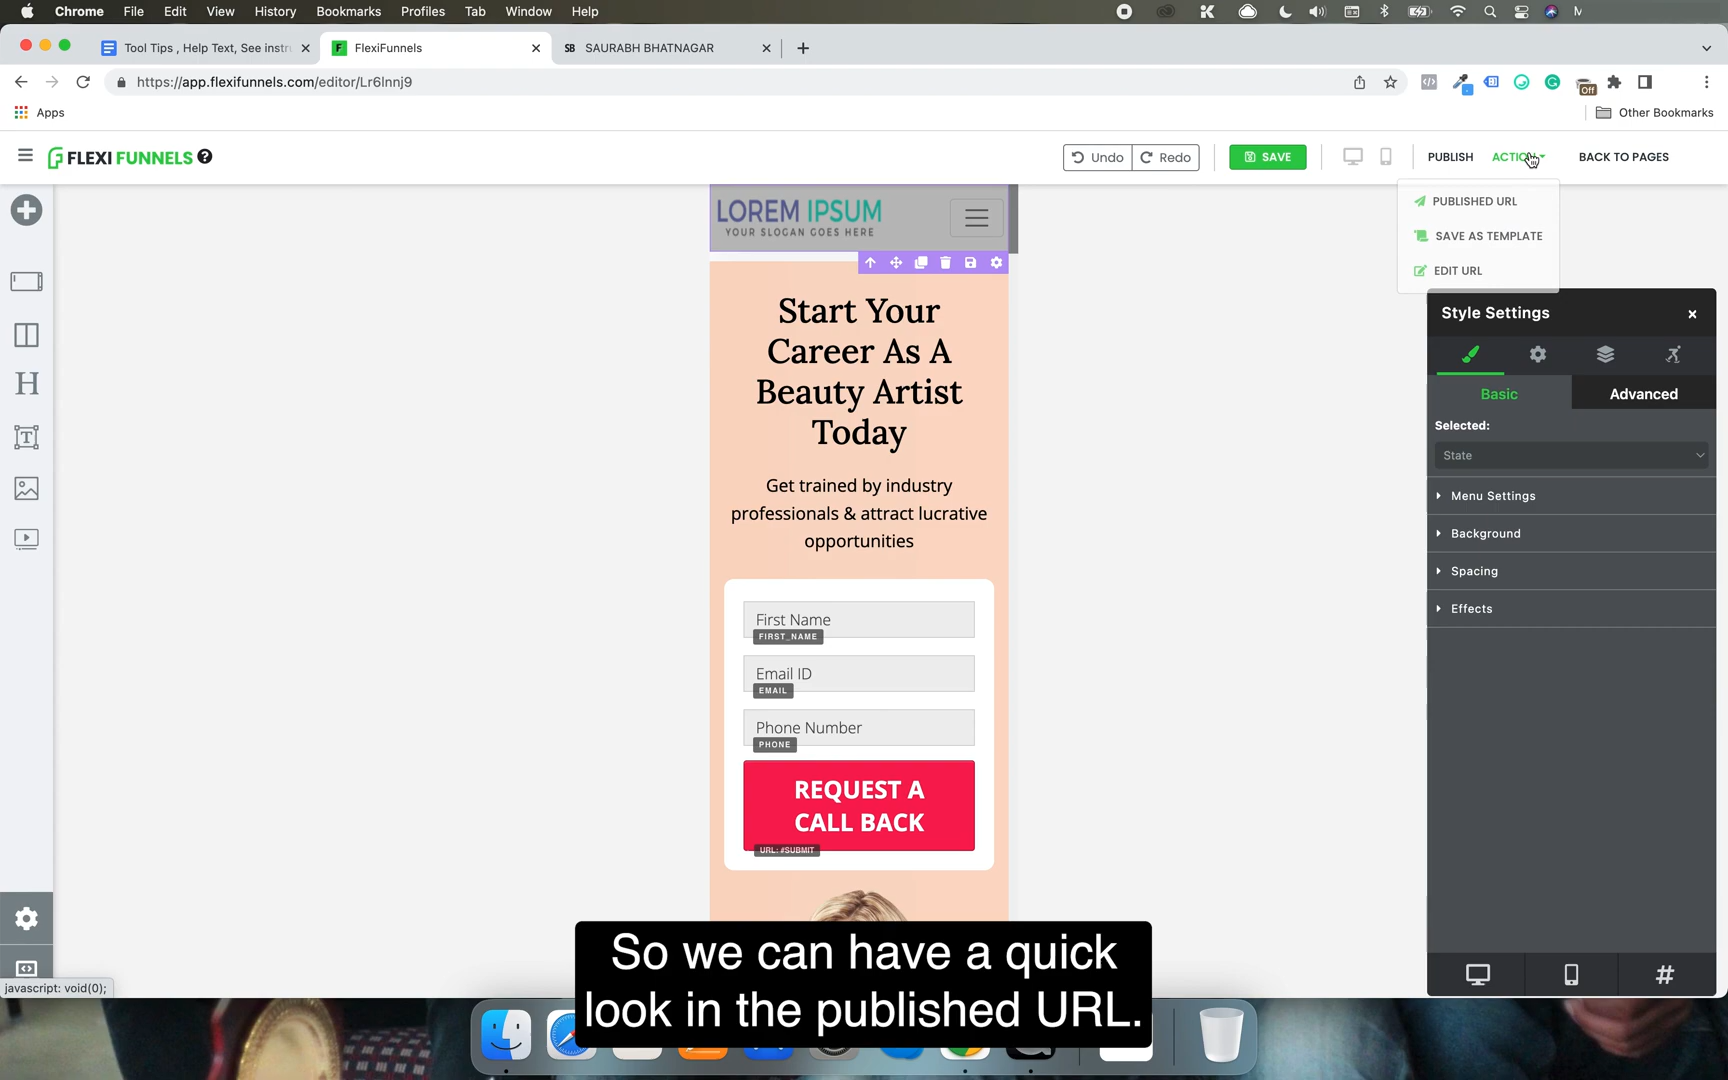 Chrome File Edit View History Bookmarks Profiles Tab Window Help
Tool Tips , Help Text, See instr FlexiFunnels SB SAURABH BHATNAGAR
https://app.flexifunnels.com/editor/Lr6lnnj9
Off
Apps Other Bookmarks
FLEXI FUNNELS Undo Redo SAVE PUBLISH ACTION BACK TO PAGES
PUBLISHED URL
SAVE AS TEMPLATE
EDIT URL
LOREM IPSUM
YOUR SLOGAN GOES HERE
Start Your
Career As A
Beauty Artist
Today
Get trained by industry
professionals & attract lucrative
opportunities
First Name
FIRST_NAME
Email ID
EMAIL
Phone Number
PHONE
REQUEST A
CALL BACK
URL: #SUBMIT
Style Settings
Basic Advanced
Selected:
State
Menu Settings
Background
Spacing
Effects
javascript: void(0);
So we can have a quick
look in the published URL.